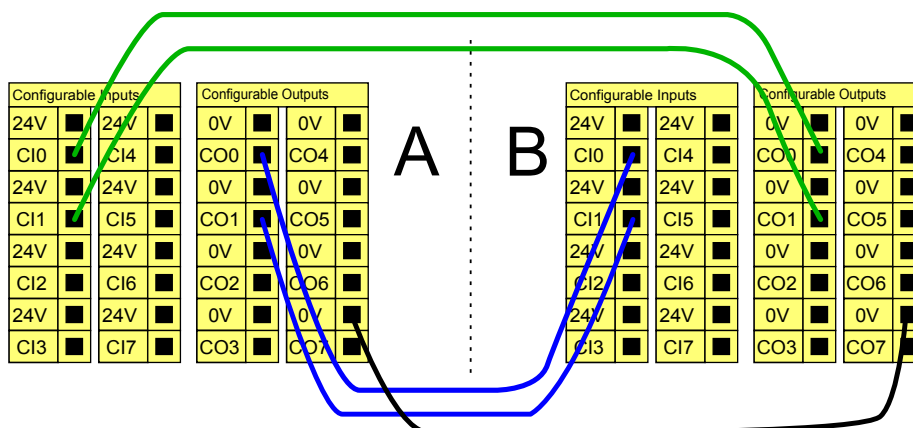 Configurable Inputs
24V 24V
CI0 CI4
24V 24V
CI1 CI5
24V 24V
CI2 CI6
24V 24V
CI3 CI7
Configurable Outputs
0V 0V
CO0 CO4
0V 0V
CO1 CO5
0V 0V
CO2 CO6
0V 0V
CO3 CO7
A
B
Configurable Inputs
24V 24V
CI0 CI4
24V 24V
CI1 CI5
24V 24V
CI2 CI6
24V 24V
CI3 CI7
Configurable Outputs
0V 0V
CO0 CO4
0V 0V
CO1 CO5
0V 0V
CO2 CO6
0V 0V
CO3 CO7